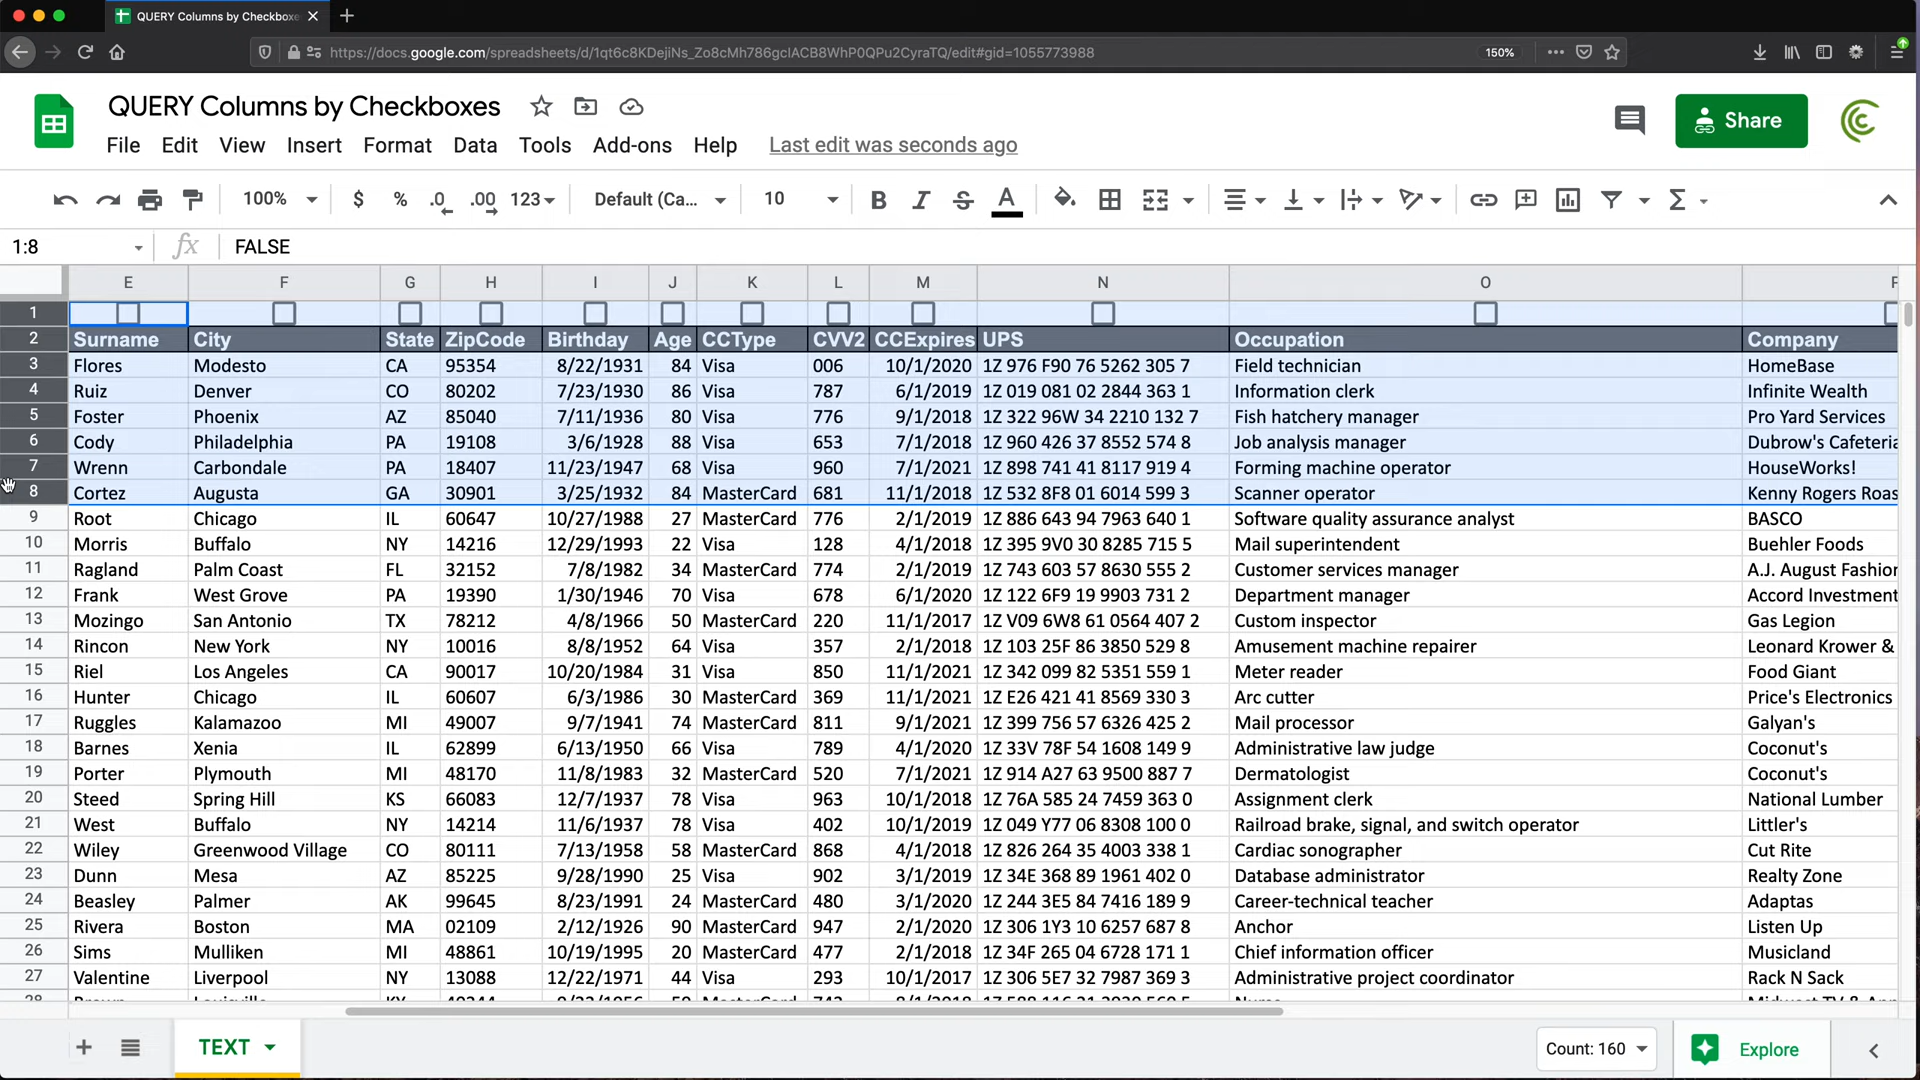 QUERY Columns by Checkboxe
https://docs.google.com/spreadsheets/d/1qt6c8KDejiNs_Zo8cMh786gclACB8WhP0QPu2CyraTQ/edit#gid=1055773988 150%
QUERY Columns by Checkboxes
Share
File Edit View Insert Format Data Tools Add-ons Help Last edit was seconds ago
100% $ % .0 .00 123 Default (Ca... 10 B I S A
1:8 fx FALSE
E F G H I J K L M N O
1
2 Surname City State ZipCode Birthday Age CCType CVV2 CCExpires UPS Occupation Company
3 Flores Modesto CA 95354 8/22/1931 84 Visa 006 10/1/2020 1Z 976 F90 76 5262 305 7 Field technician HomeBase
4 Ruiz Denver CO 80202 7/23/1930 86 Visa 787 6/1/2019 1Z 019 081 02 2844 363 1 Information clerk Infinite Wealth
5 Foster Phoenix AZ 85040 7/11/1936 80 Visa 776 9/1/2018 1Z 322 96W 34 2210 132 7 Fish hatchery manager Pro Yard Services
6 Cody Philadelphia PA 19108 3/6/1928 88 Visa 653 7/1/2018 1Z 960 426 37 8552 574 8 Job analysis manager Dubrow's Cafeteria
7 Wrenn Carbondale PA 18407 11/23/1947 68 Visa 960 7/1/2021 1Z 898 741 41 8117 919 4 Forming machine operator HouseWorks!
8 Cortez Augusta GA 30901 3/25/1932 84 MasterCard 681 11/1/2018 1Z 532 8F8 01 6014 599 3 Scanner operator Kenny Rogers Roas
9 Root Chicago IL 60647 10/27/1988 27 MasterCard 776 2/1/2019 1Z 886 643 94 7963 640 1 Software quality assurance analyst BASCO
10 Morris Buffalo NY 14216 12/29/1993 22 Visa 128 4/1/2018 1Z 395 9V0 30 8285 715 5 Mail superintendent Buehler Foods
11 Ragland Palm Coast FL 32152 7/8/1982 34 MasterCard 774 2/1/2019 1Z 743 603 57 8630 555 2 Customer services manager A.J. August Fashion
12 Frank West Grove PA 19390 1/30/1946 70 Visa 678 6/1/2020 1Z 122 6F9 19 9903 731 2 Department manager Accord Investment
13 Mozingo San Antonio TX 78212 4/8/1966 50 MasterCard 220 11/1/2017 1Z V09 6W8 61 0564 407 2 Custom inspector Gas Legion
14 Rincon New York NY 10016 8/8/1952 64 Visa 357 2/1/2018 1Z 103 25F 86 3850 529 8 Amusement machine repairer Leonard Krower &
15 Riel Los Angeles CA 90017 10/20/1984 31 Visa 850 11/1/2021 1Z 342 099 82 5351 559 1 Meter reader Food Giant
16 Hunter Chicago IL 60607 6/3/1986 30 MasterCard 369 11/1/2021 1Z E26 421 41 8569 330 3 Arc cutter Price's Electronics
17 Ruggles Kalamazoo MI 49007 9/7/1941 74 MasterCard 811 9/1/2021 1Z 399 756 57 6326 425 2 Mail processor Galyan's
18 Barnes Xenia IL 62899 6/13/1950 66 Visa 789 4/1/2020 1Z 33V 78F 54 1608 149 9 Administrative law judge Coconut's
19 Porter Plymouth MI 48170 11/8/1983 32 MasterCard 520 7/1/2021 1Z 914 A27 63 9500 887 7 Dermatologist Coconut's
20 Steed Spring Hill KS 66083 12/7/1937 78 Visa 963 10/1/2018 1Z 76A 585 24 7459 363 0 Assignment clerk National Lumber
21 West Buffalo NY 14214 11/6/1937 78 Visa 402 10/1/2019 1Z 049 Y77 06 8308 100 0 Railroad brake, signal, and switch operator Littler's
22 Wiley Greenwood Village CO 80111 7/13/1958 58 MasterCard 868 4/1/2018 1Z 826 264 35 4003 338 1 Cardiac sonographer Cut Rite
23 Dunn Mesa AZ 85225 9/28/1990 25 Visa 902 3/1/2019 1Z 34E 368 89 1961 402 0 Database administrator Realty Zone
24 Beasley Palmer AK 99645 8/23/1991 24 MasterCard 480 3/1/2020 1Z 244 3E5 84 7416 189 9 Career-technical teacher Adaptas
25 Rivera Boston MA 02109 2/12/1926 90 MasterCard 947 2/1/2020 1Z 306 1Y3 10 6257 687 8 Anchor Listen Up
26 Sims Mulliken MI 48861 10/19/1995 20 MasterCard 477 2/1/2018 1Z 34F 265 04 6728 171 1 Chief information officer Musicland
27 Valentine Liverpool NY 13088 12/22/1971 44 Visa 293 10/1/2017 1Z 306 5E7 32 7987 369 3 Administrative project coordinator Rack N Sack
TEXT Count: 160 Explore